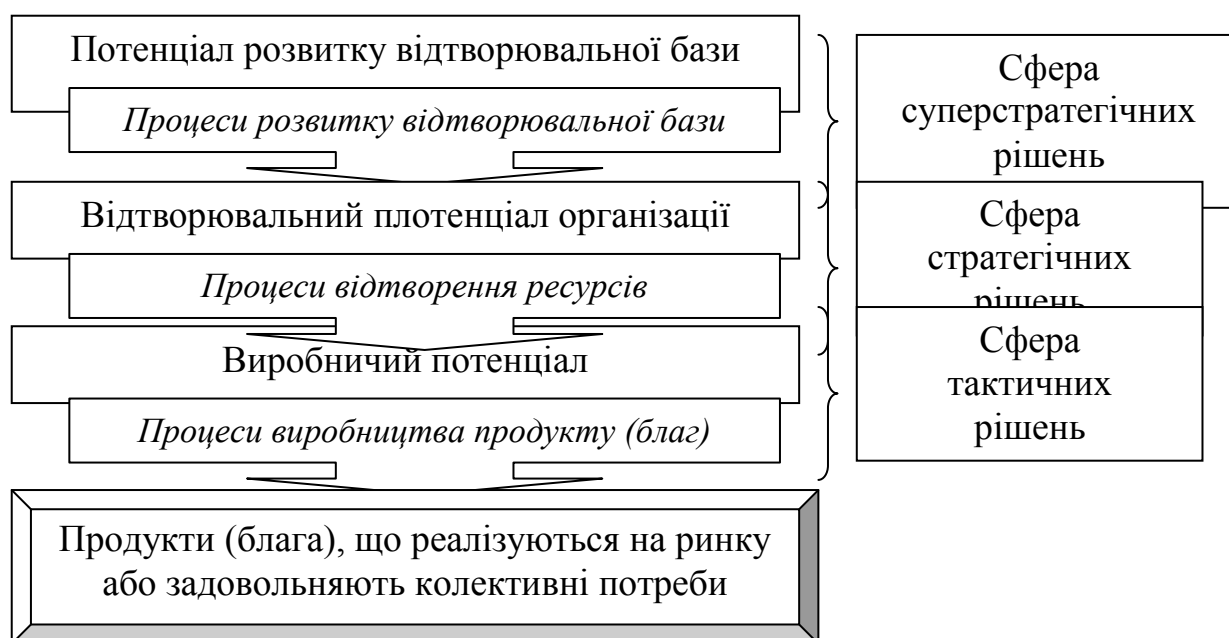 Потенціал розвитку відтворювальної бази
Процеси розвитку відтворювальної бази
Відтворювальний плотенціал організації
Процеси відтворення ресурсів
Виробничий потенціал
Процеси виробництва продукту (благ)
Продукти (блага), що реалізуються на ринку
або задовольняють колективні потреби
Сфера
суперстратегічних
рішень
Сфера
стратегічних
рішень
Сфера
тактичних
рішень